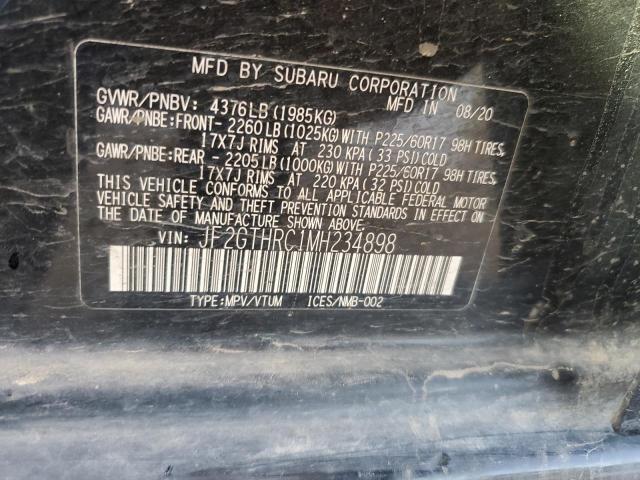 MFD BY SUBARU CORPORATION
GVWR/PNBV: 4376LB(1985KG) MFD IN 08/20
GAWR/PNBE:FRONT- 2260LB(1025KG)WITH P225/60R17 98H TIRES,
17X7J RIMS AT 230 KPA(33 PSI)COLD
GAWR/PNBE:REAR - 2205LB(1000KG)WITH P225/60R17 98H TIRES,
17X7J RIMS AT 220 KPA(32 PSI)COLD
THIS VEHICLE CONFORMS TO ALL APPLICABLE FEDERAL MOTOR
VEHICLE SAFETY AND THEFT PREVENTION STANDARDS IN EFFECT ON
THE DATE OF MANUFACTURE SHOWN ABOVE.
VIN: JF2GTHRC1MH234898
TYPE:MPV/VTUM ICES/NMB-002